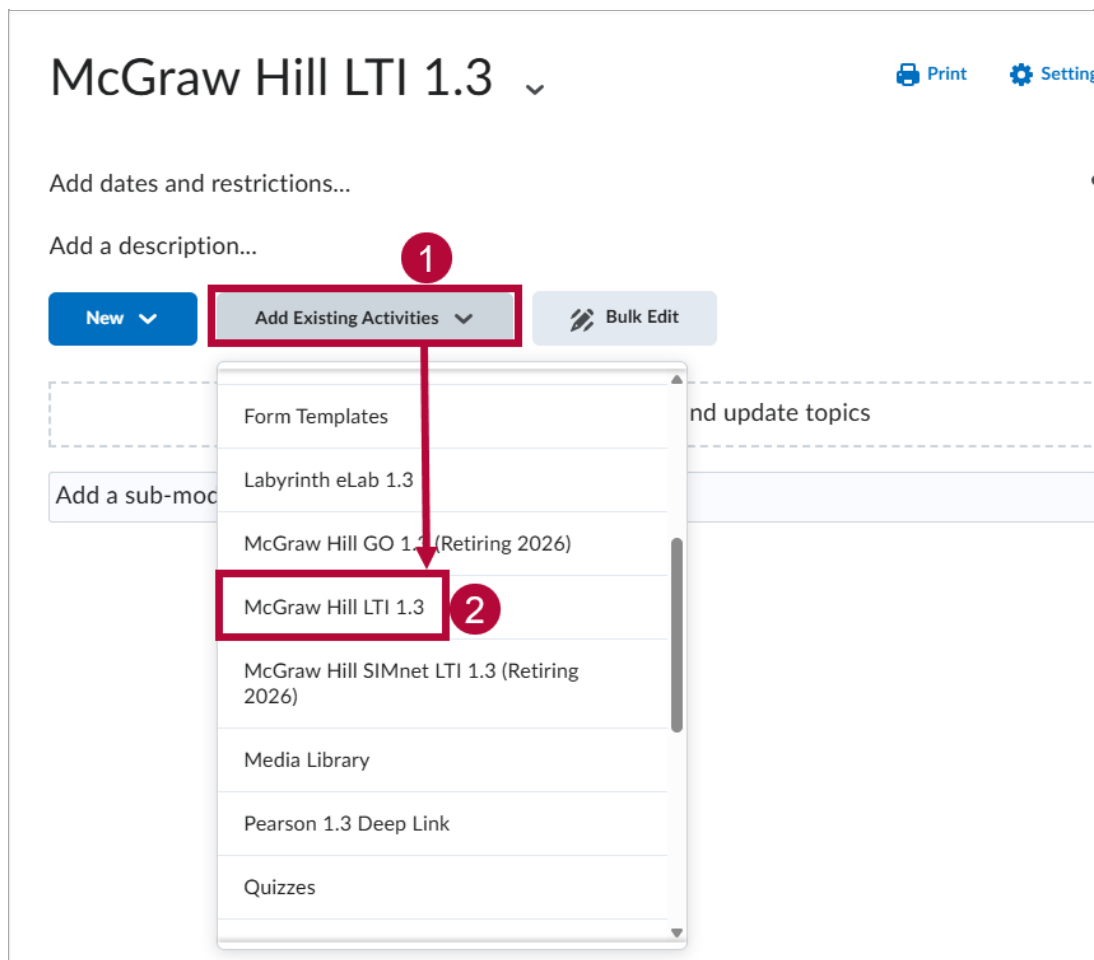 McGraw Hill LTI 1.3
Print
Setting
Add dates and restrictions...
Add a description...
1
New
Add Existing Activities
Bulk Edit
nd update topics
Add a sub-mod
Form Templates
Labyrinth eLab 1.3
McGraw Hill GO 1.3 (Retiring 2026)
McGraw Hill LTI 1.3
2
McGraw Hill SIMnet LTI 1.3 (Retiring
2026)
Media Library
Pearson 1.3 Deep Link
Quizzes